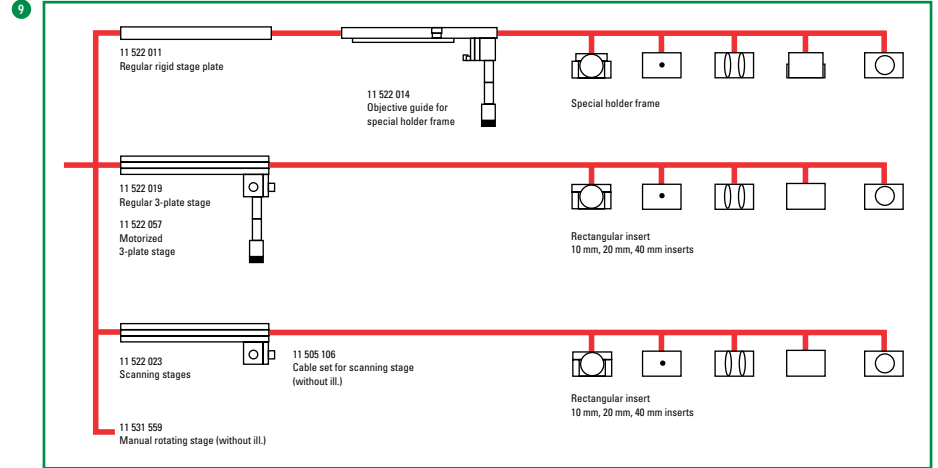 9
11 522 011
Regular rigid stage plate
11 522 014
Objective guide for
special holder frame
Special holder frame
11 522 019
Regular 3-plate stage
11 522 057
Motorized
3-plate stage
Rectangular insert
10 mm, 20 mm, 40 mm inserts
11 522 023
Scanning stages
11 505 106
Cable set for scanning stage
(without ill.)
Rectangular insert
10 mm, 20 mm, 40 mm inserts
11 531 559
Manual rotating stage (without ill.)